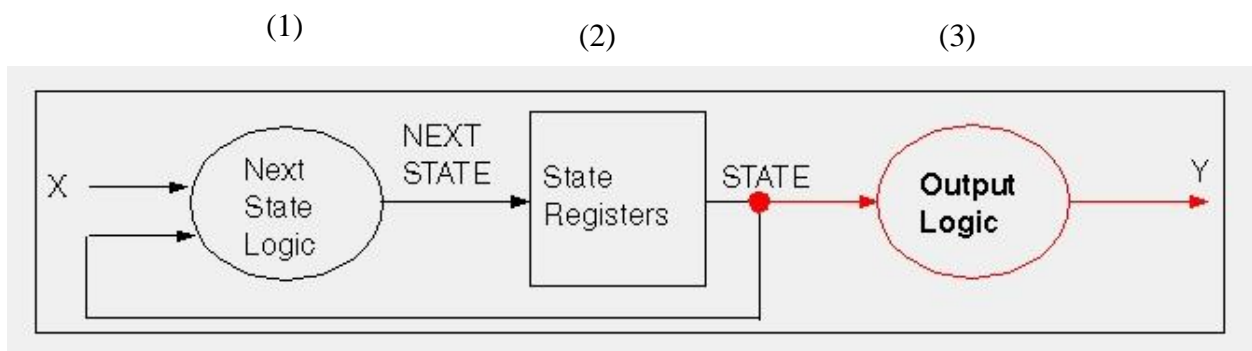 (1)
(2)
(3)
X
Next
State
Logic
NEXT
STATE
State
Registers
STATE
Output
Logic
Y